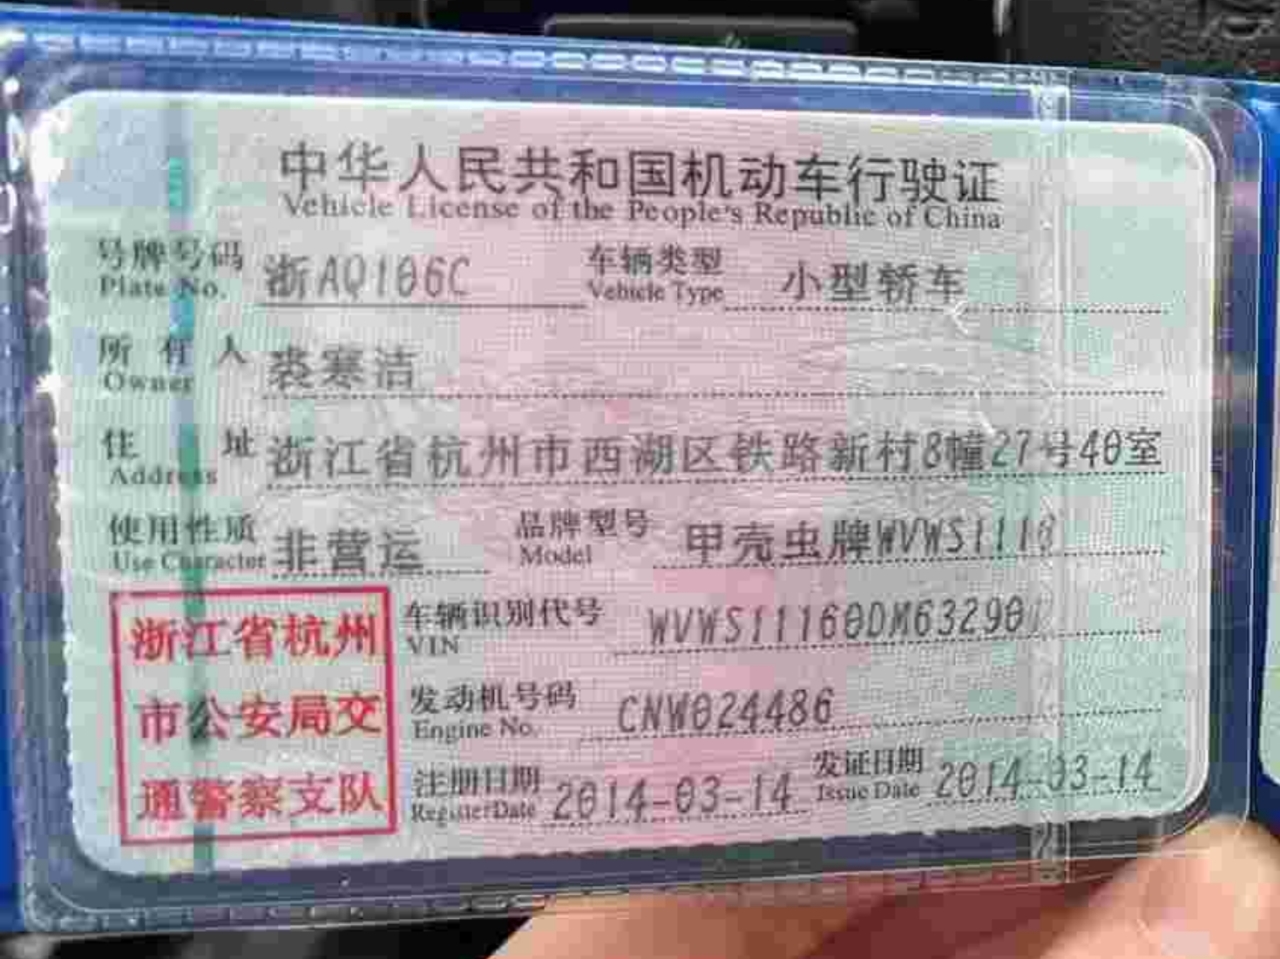 中华人民共和国机动车行驶证
Vehicle License of the People's Republic of China
号牌号码 浙AQ106C 车辆类型 小型轿车
Plate No. Vehicle Type
所有人 裘寒洁
Owner
住址 浙江省杭州市西湖区铁路新村8幢27号40室
Address
使用性质 非营运 品牌型号 甲壳虫牌WVWS1116
Use Character Model
浙江省杭州 车辆识别代号 WVWS11160DM63290
VIN
市公安局交 发动机号码 CNW024486
Engine No.
通警察支队 注册日期 2014-03-14 发证日期 2014-03-14
Register Date Issue Date